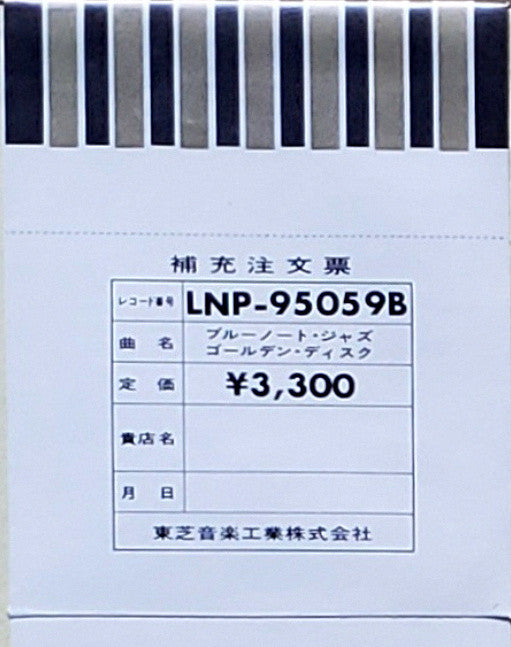 補充注文票
レコード番号 LNP-95059B
曲名 ブルーノート・ジャズ
ゴールデン・ディスク
定価 ¥3,300
貴店名
月日
東芝音楽工業株式会社